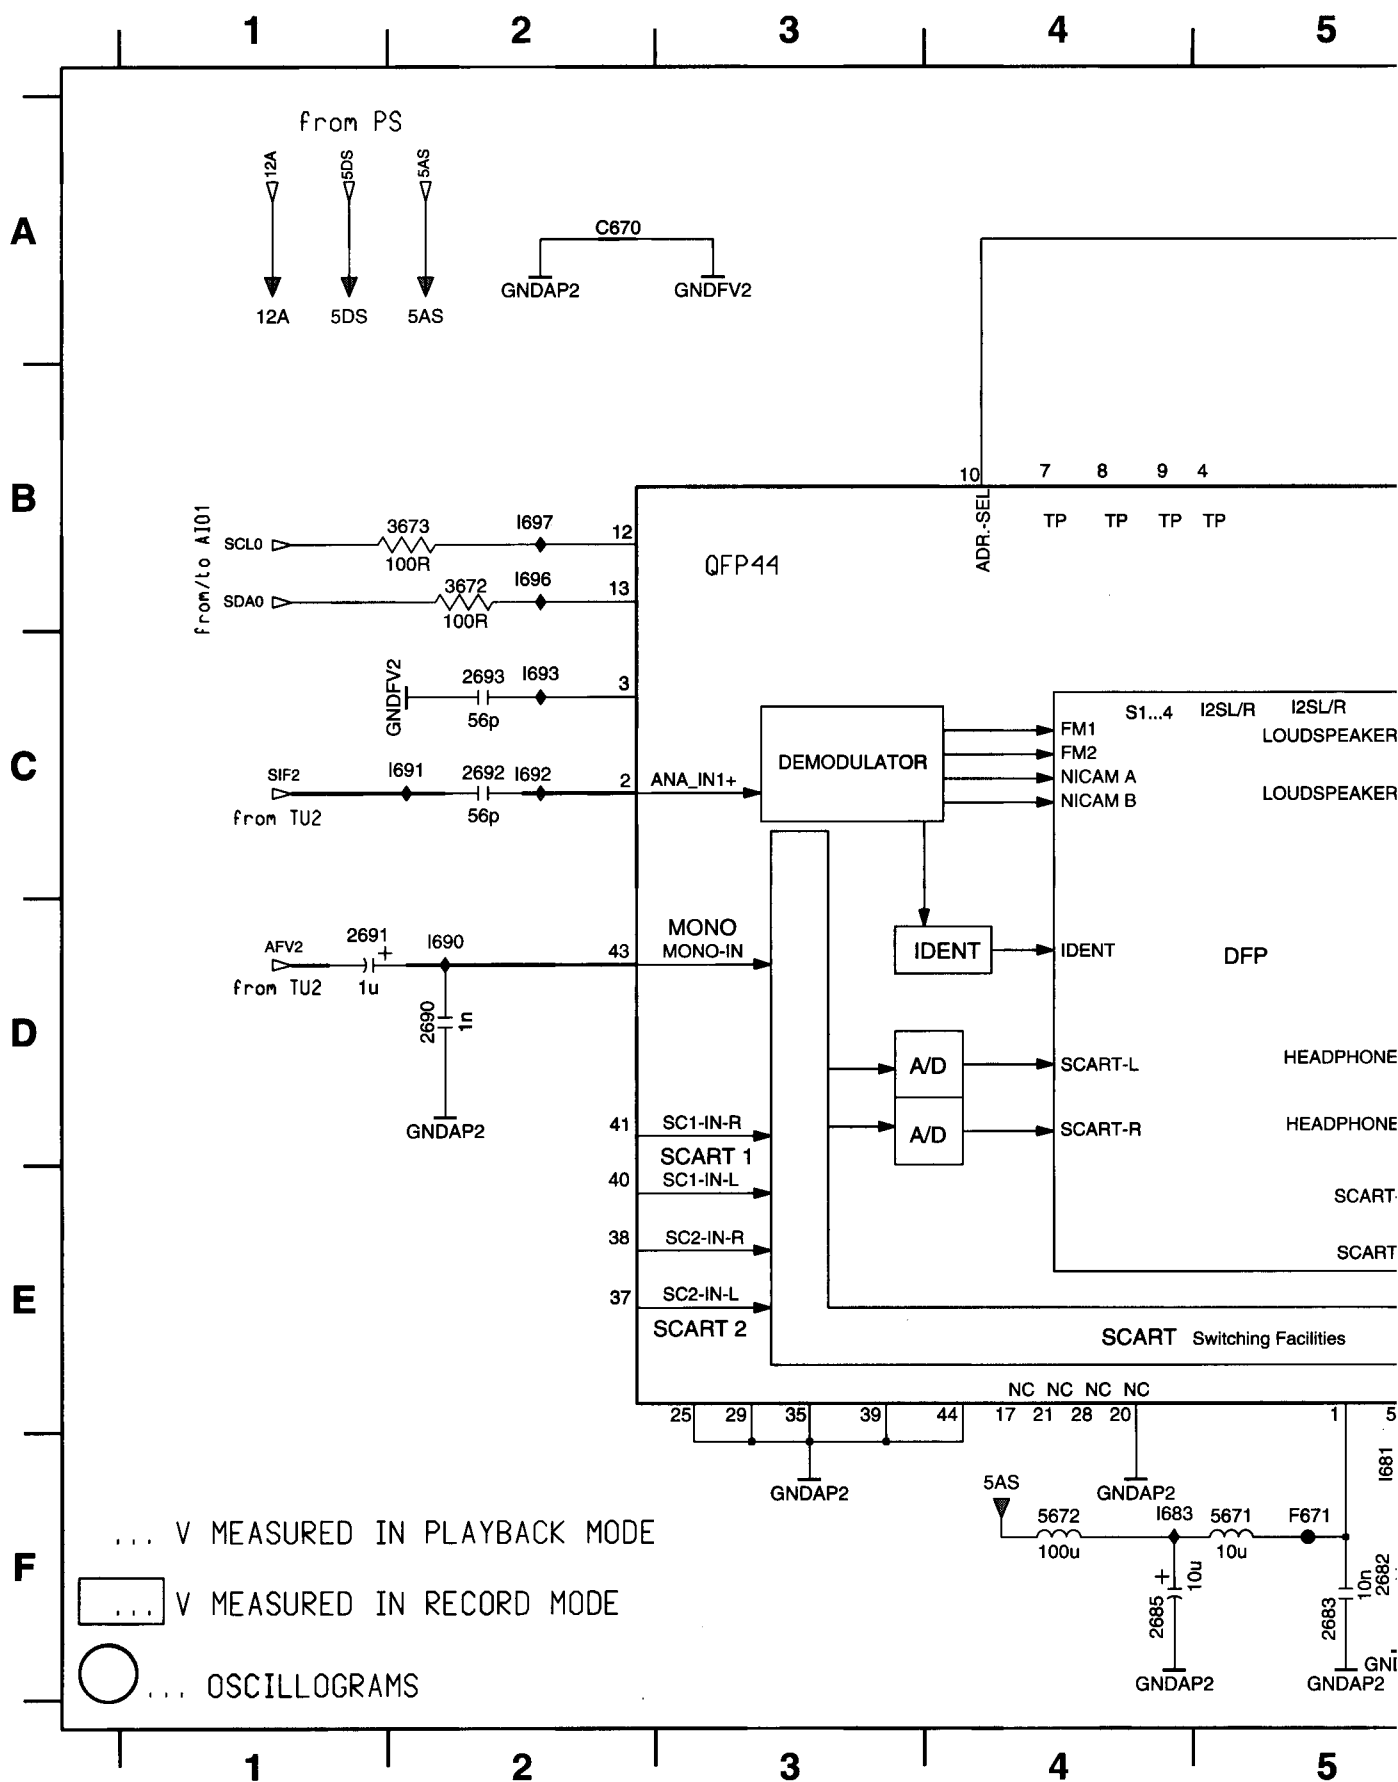 1 2 3 4 5
from PS
12A 5DS 5AS
A
C670
GNDAP2 GNDFV2
12A 5DS 5AS
B
10 7 8 9 4
ADR.-SEL
TP TP TP TP
from/to AIO1
SCL0 3673 I697 12
100R
QFP44
SDA0 3672 I696 13
100R
GNDFV2 2693 I693 3
56p
S1...4 I2SL/R I2SL/R
FM1 LOUDSPEAKER
C
DEMODULATOR
FM2
SIF2 I691 2692 I692 2 ANA_IN1+
NICAM A
NICAM B LOUDSPEAKER
from TU2 56p
MONO
AFV2 2691 + I690 43 MONO-IN
IDENT IDENT DFP
from TU2 1u
2690 1n
D
A/D SCART-L HEADPHONE
GNDAP2
41 SC1-IN-R
A/D SCART-R HEADPHONE
SCART 1
40 SC1-IN-L
SCART-
38 SC2-IN-R
SCART
E
37 SC2-IN-L
SCART 2
SCART Switching Facilities
NC NC NC NC
25 29 35 39 44 17 21 28 20 1 5
I681
GNDAP2 5AS GNDAP2
5672 I683 5671 F671
100u 10u
... V MEASURED IN PLAYBACK MODE
F
+ 10u 10n 2682
2685 2683
... V MEASURED IN RECORD MODE
GND
GNDAP2 GNDAP2
... OSCILLOGRAMS
1 2 3 4 5